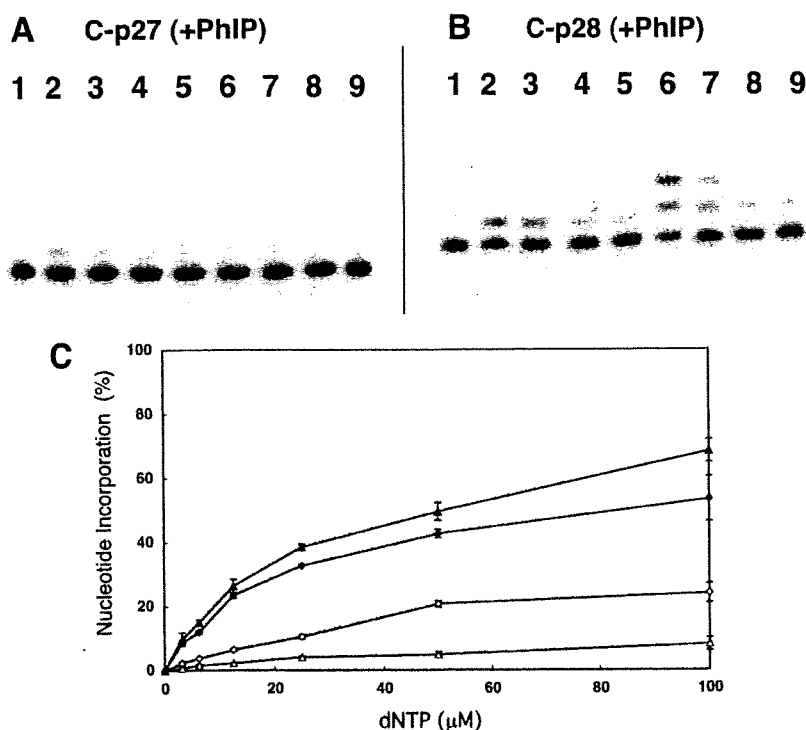 A C-p27 (+PhIP)
1 2 3 4 5 6 7 8 9
B C-p28 (+PhIP)
1 2 3 4 5 6 7 8 9
C
Nucleotide Incorporation (%)
100
80
60
40
20
0
0 20 40 60 80 100
dNTP (μM)